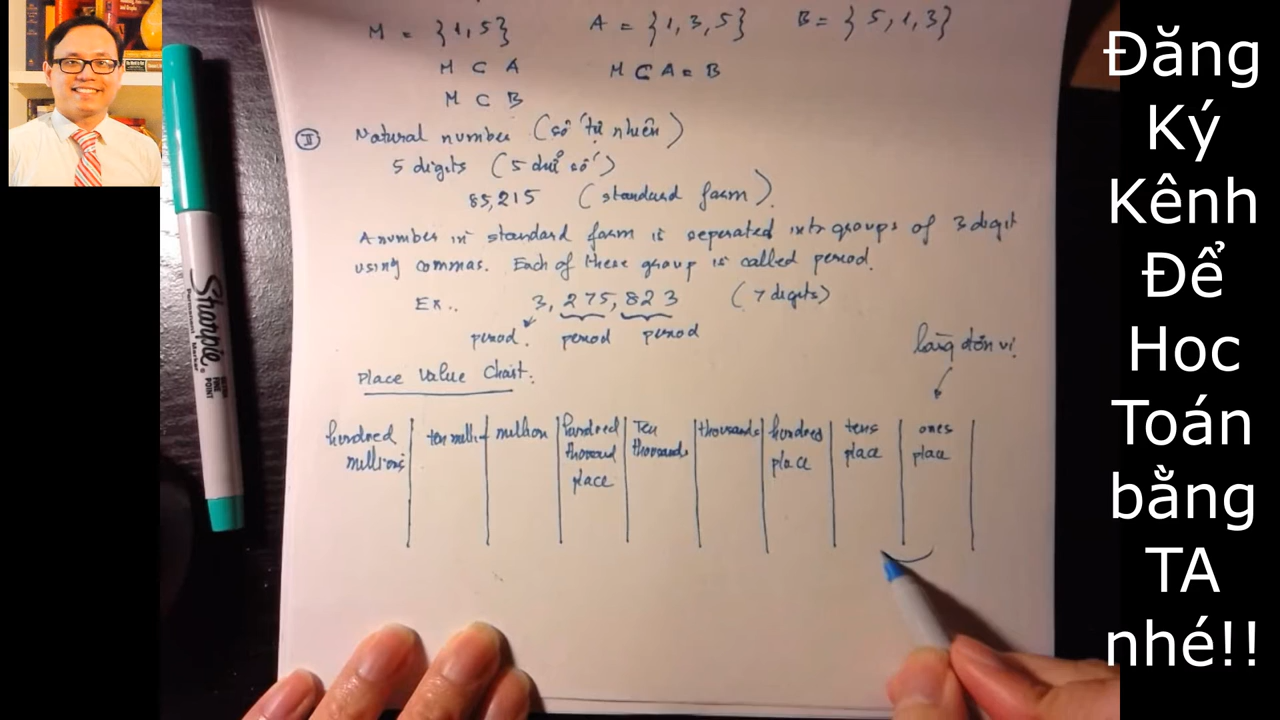 M = {1,5} A = {1,3,5} B = {5,1,3}
M ⊂ A M ⊂ A = B
M ⊂ B
II Natural number (số tự nhiên)
5 digits (5 chữ số)
85,215 (standard form).
A number in standard form is seperated into groups of 3 digit
using commas. Each of these group is called period.
Ex.. 3,275,823 (7 digits)
period. period period
hàng đơn vị
Place Value Chart.
hundred millions
ten milli
million
hundred thousand place
Ten thousands
thousands
hundred place
tens place
ones place
Sharpie
Đăng
Ký
Kênh
Để
Học
Toán
bằng
TA
nhé!!